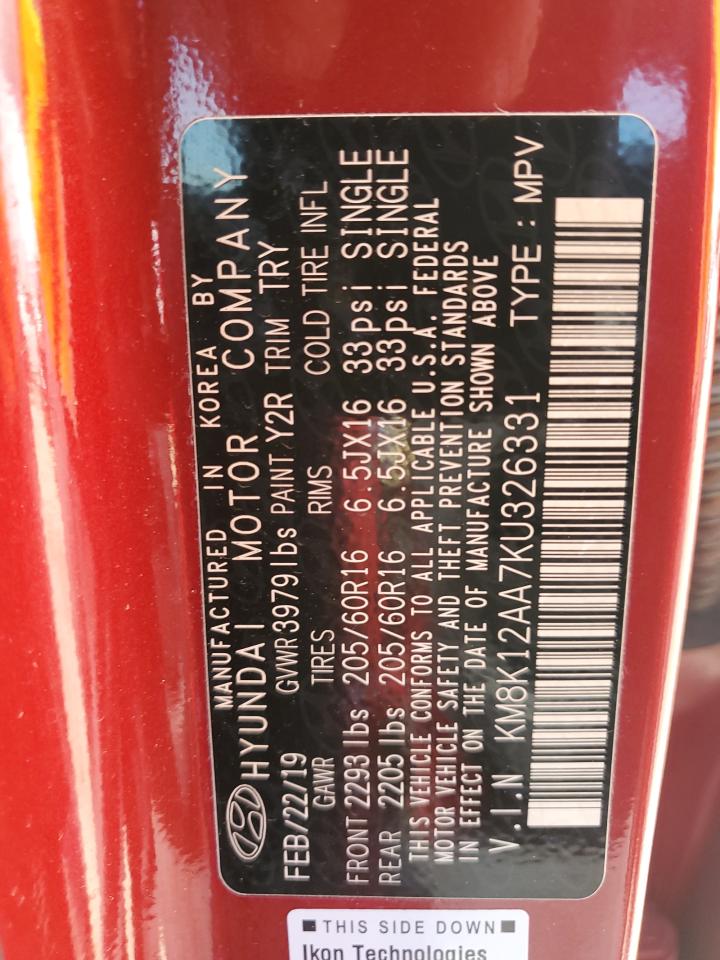 MANUFACTURED IN KOREA BY
HYUNDAI MOTOR COMPANY
FEB/22/19 GVWR 3979 lbs PAINT Y2R TRIM TRY
GAWR TIRES RIMS COLD TIRE INFL
FRONT 2293 lbs 205/60R16 6.5JX16 33psi SINGLE
REAR 2205 lbs 205/60R16 6.5JX16 33psi SINGLE
THIS VEHICLE CONFORMS TO ALL APPLICABLE U.S.A. FEDERAL
MOTOR VEHICLE SAFETY AND THEFT PREVENTION STANDARDS
IN EFFECT ON THE DATE OF MANUFACTURE SHOWN ABOVE
V.I.N KM8K12AA7KU326331 TYPE : MPV
THIS SIDE DOWN
Ikon Technologies